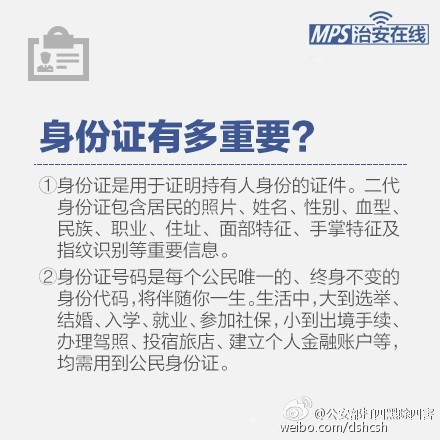 MPS治安在线
身份证有多重要?
①身份证是用于证明持有人身份的证件。二代
身份证包含居民的照片、姓名、性别、血型、
民族、职业、住址、面部特征、手掌特征及
指纹识别等重要信息。
②身份证号码是每个公民唯一的、终身不变的
身份代码,将伴随你一生。生活中,大到选举、
结婚、入学、就业、参加社保,小到出境手续、
办理驾照、投宿旅店、建立个人金融账户等,
均需用到公民身份证。
@公安部打四黑除四害
weibo.com/dshcsh